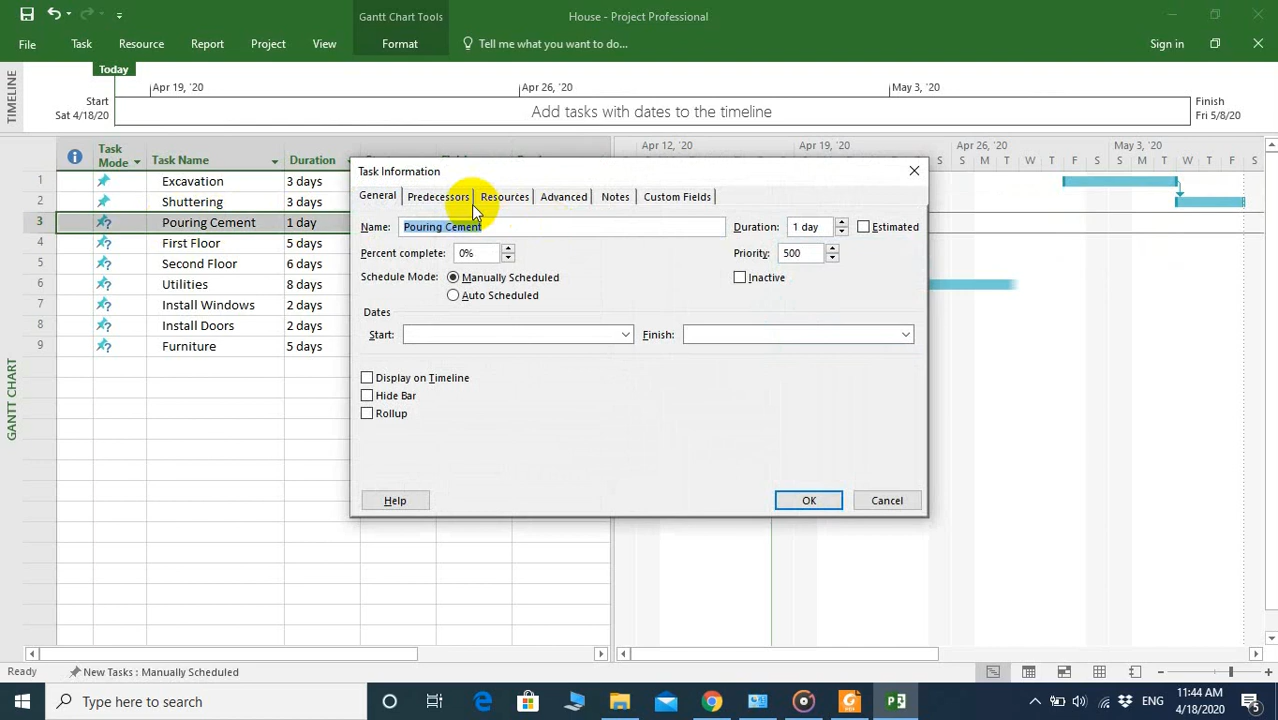 Gantt Chart Tools
House - Project Professional
File Task Resource Report Project View Format Tell me what you want to do... Sign in
TIMELINE
Today
Apr 19, '20 Apr 26, '20 May 3, '20
Start
Sat 4/18/20
Add tasks with dates to the timeline
Finish
Fri 5/8/20
GANTT CHART
Task Mode Task Name Duration
1 Excavation 3 days
2 Shuttering 3 days
3 Pouring Cement 1 day
4 First Floor 5 days
5 Second Floor 6 days
6 Utilities 8 days
7 Install Windows 2 days
8 Install Doors 2 days
9 Furniture 5 days
Apr 12, '20 Apr 19, '20 Apr 26, '20 May 3, '20
S M T W T F S S M T W T F S
Task Information
General Predecessors Resources Advanced Notes Custom Fields
Name: Pouring Cement Duration: 1 day Estimated
Percent complete: 0% Priority: 500
Schedule Mode: Manually Scheduled Inactive
Auto Scheduled
Dates
Start: Finish:
Display on Timeline
Hide Bar
Rollup
Help OK Cancel
Ready New Tasks : Manually Scheduled
Type here to search
ENG
11:44 AM
4/18/2020
5